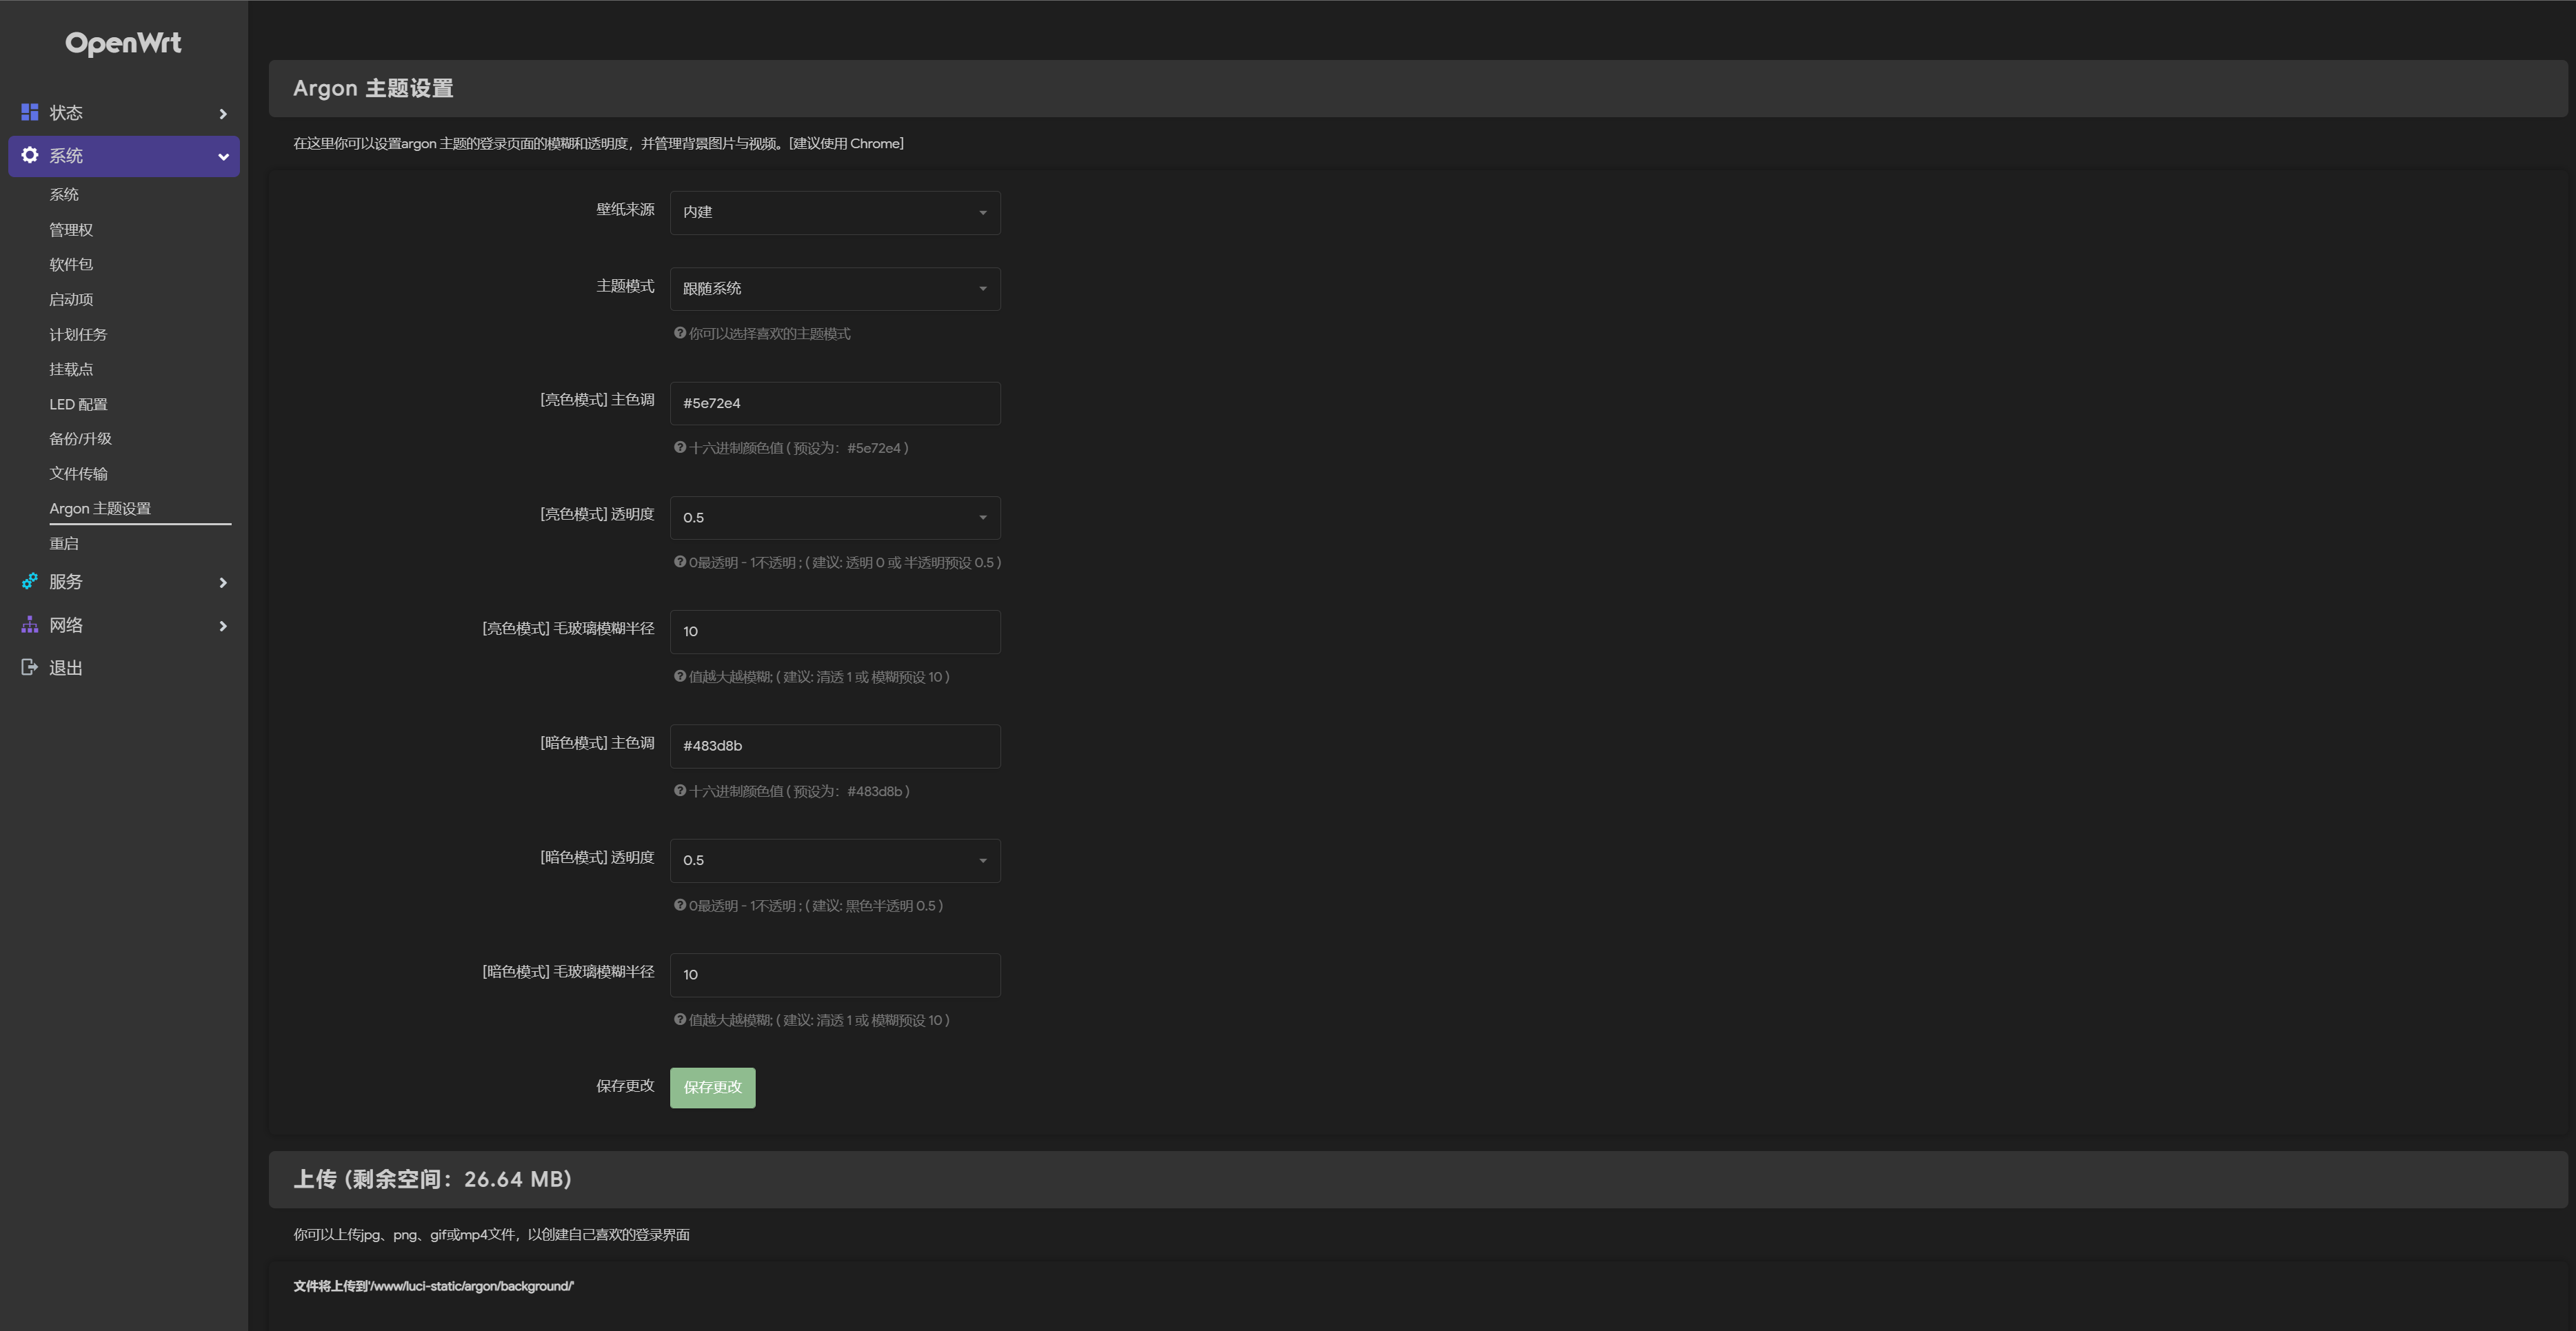 OpenWrt
状态
系统
系统
管理权
软件包
启动项
计划任务
挂载点
LED 配置
备份/升级
文件传输
Argon 主题设置
重启
服务
网络
退出
Argon 主题设置
在这里你可以设置argon 主题的登录页面的模糊和透明度，并管理背景图片与视频。[建议使用 Chrome]
壁纸来源 内建
主题模式 跟随系统
你可以选择喜欢的主题模式
[亮色模式] 主色调 #5e72e4
十六进制颜色值 ( 预设为：#5e72e4 )
[亮色模式] 透明度 0.5
0最透明 - 1不透明 ; ( 建议: 透明 0 或 半透明预设 0.5 )
[亮色模式] 毛玻璃模糊半径 10
值越大越模糊; ( 建议: 清透 1 或 模糊预设 10 )
[暗色模式] 主色调 #483d8b
十六进制颜色值 ( 预设为：#483d8b )
[暗色模式] 透明度 0.5
0最透明 - 1不透明 ; ( 建议: 黑色半透明 0.5 )
[暗色模式] 毛玻璃模糊半径 10
值越大越模糊; ( 建议: 清透 1 或 模糊预设 10 )
保存更改 保存更改
上传 (剩余空间：26.64 MB)
你可以上传jpg、png、gif或mp4文件，以创建自己喜欢的登录界面
文件将上传到'/www/luci-static/argon/background/'